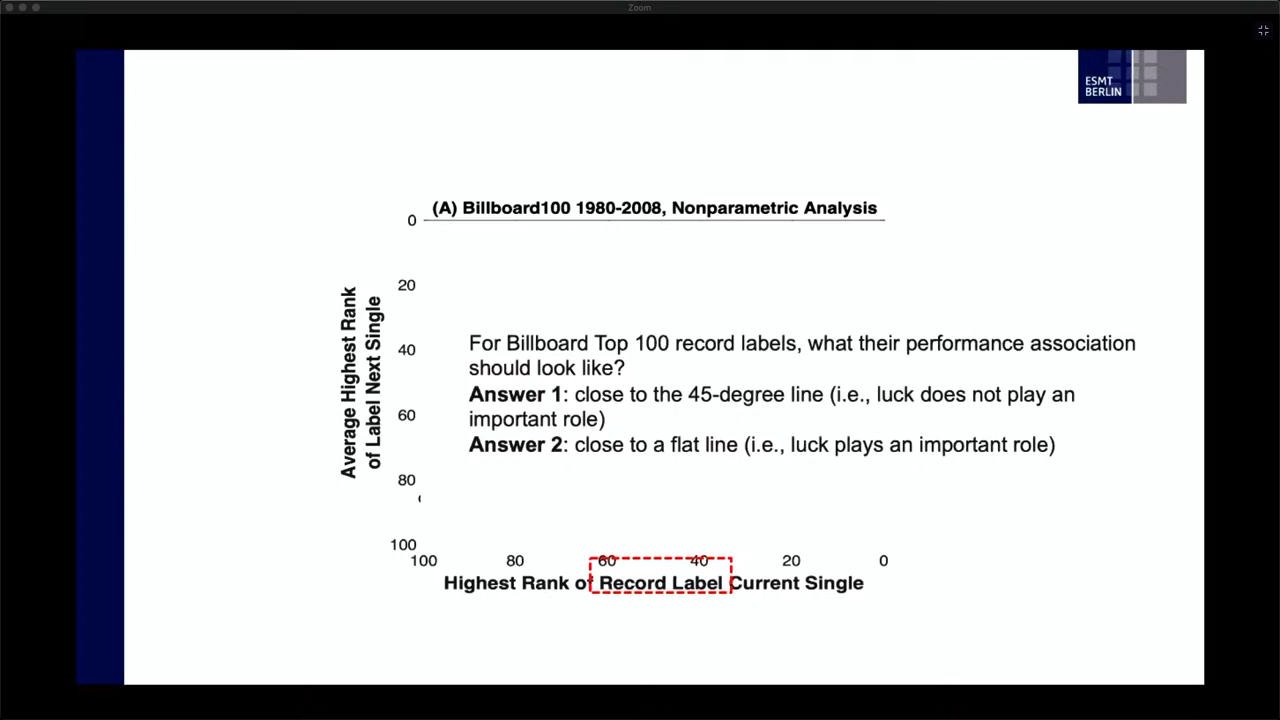 Zoom
ESMT
BERLIN
(A) Billboard100 1980-2008, Nonparametric Analysis
0
20
40
60
80
100
Average Highest Rank
of Label Next Single
For Billboard Top 100 record labels, what their performance association
should look like?
Answer 1: close to the 45-degree line (i.e., luck does not play an
important role)
Answer 2: close to a flat line (i.e., luck plays an important role)
100 80 60 40 20 0
Highest Rank of Record Label Current Single